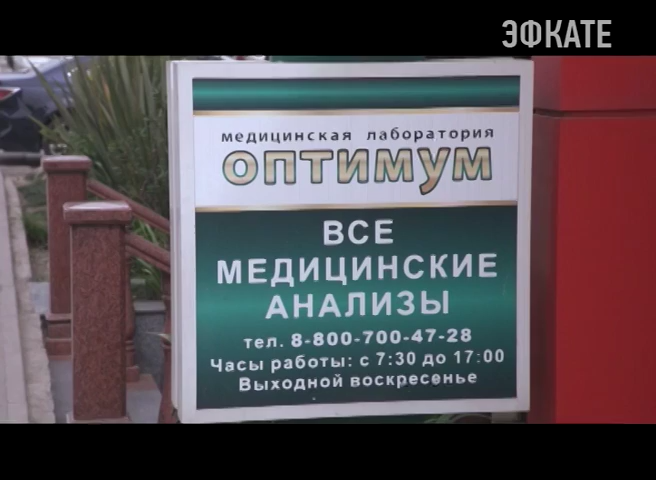 ЭФКАТЕ
медицинская лаборатория
ОПТИМУМ
ВСЕ
МЕДИЦИНСКИЕ
АНАЛИЗЫ
тел. 8-800-700-47-28
Часы работы: с 7:30 до 17:00
Выходной воскресенье